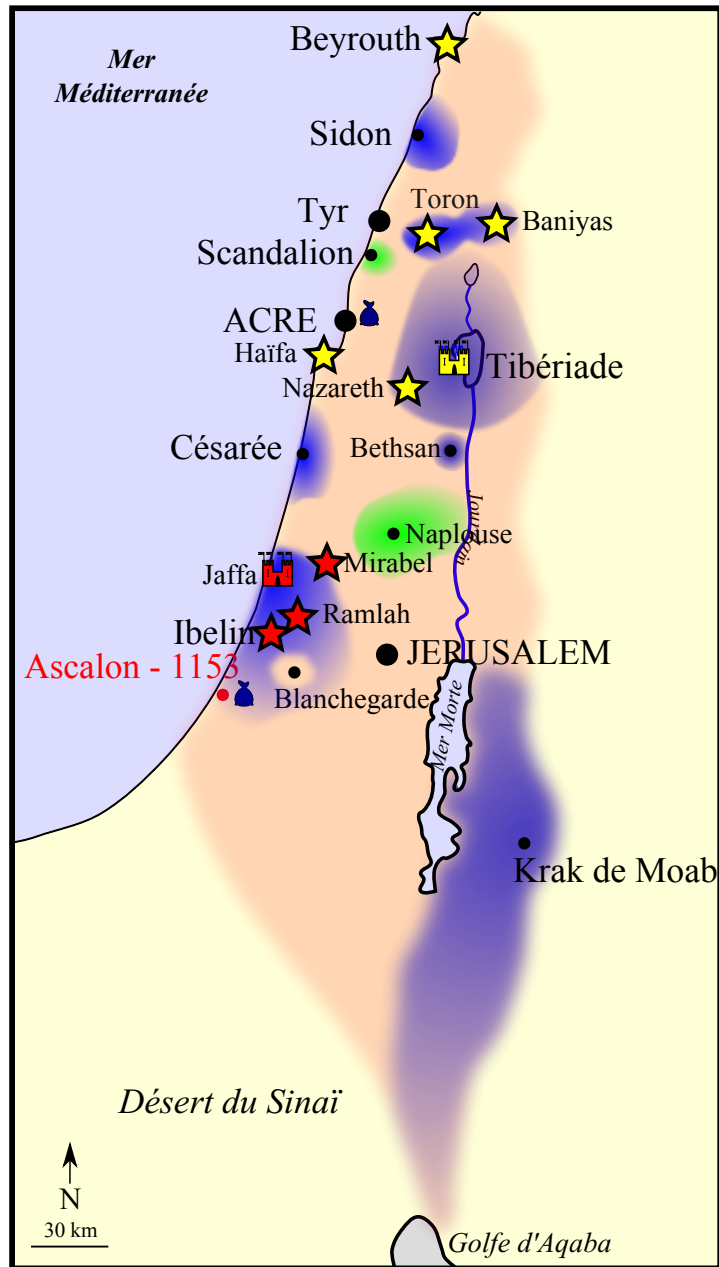 Beyrouth
Mer
Méditerranée
Sidon
Toron
Tyr
Baniyas
Scandalion
ACRE
Haïfa
Tibériade
Nazareth
Césarée
Bethsan
Jourdain
Naplouse
Mirabel
Jaffa
Ramlah
Ibelin
JERUSALEM
Ascalon - 1153
Blanchegarde
Mer Morte
Krak de Moab
Désert du Sinaï
N
30 km
Golfe d'Aqaba